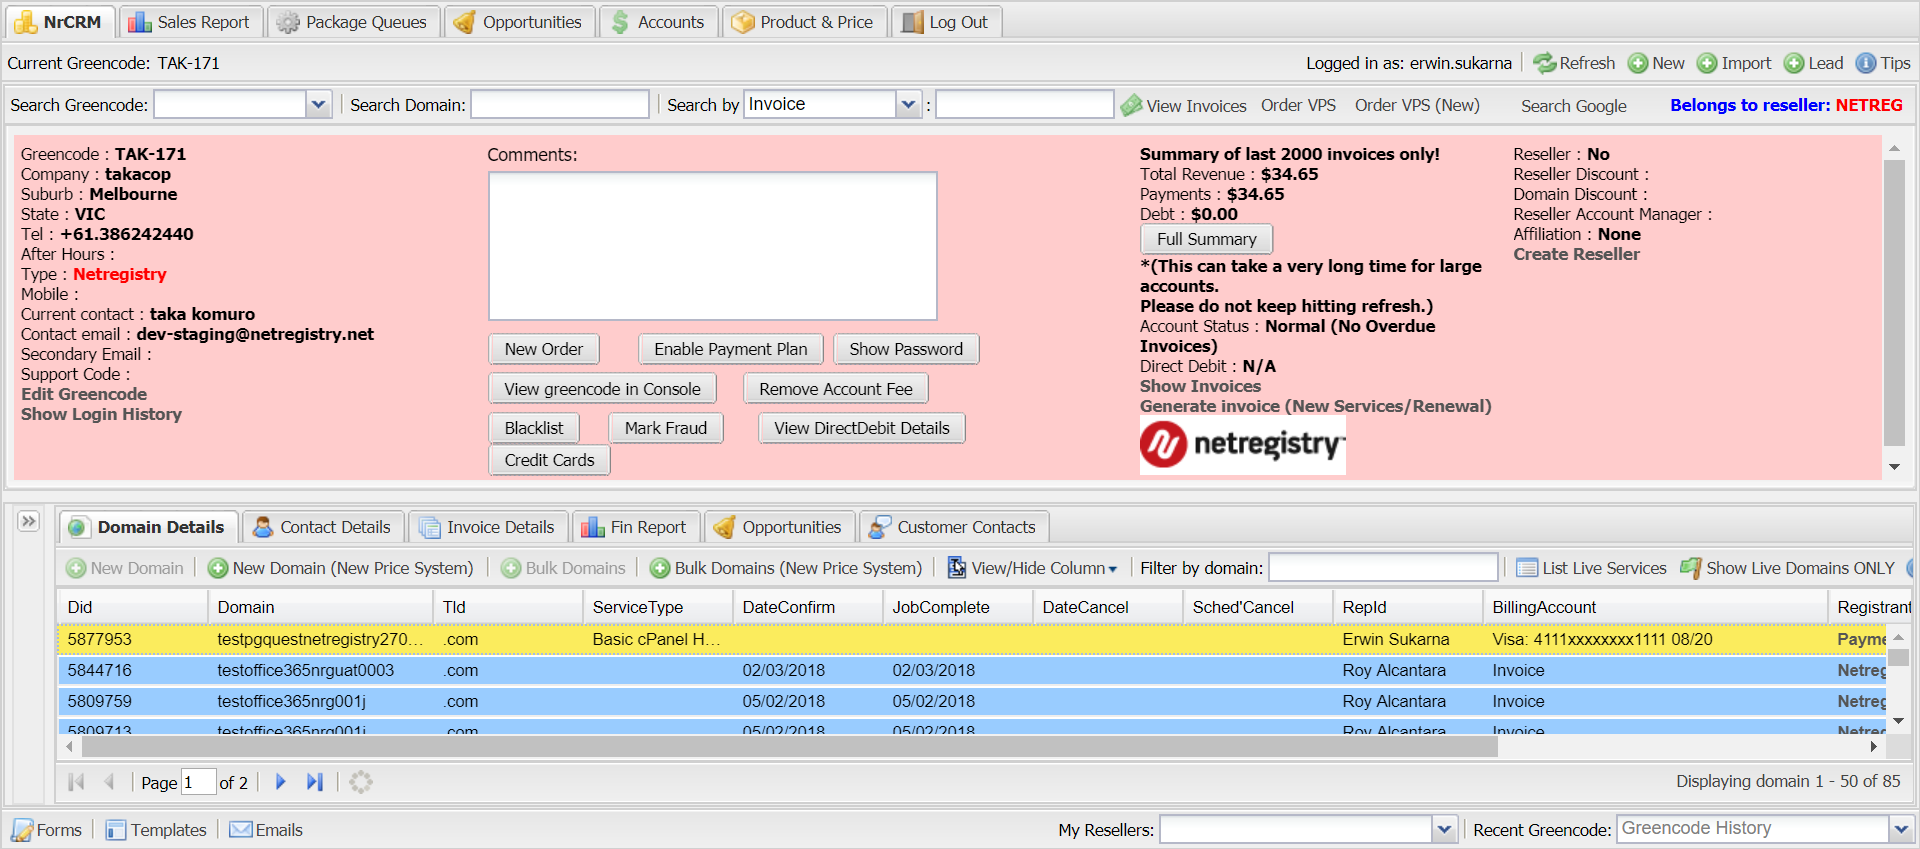 NrCRM Sales Report Package Queues Opportunities Accounts Product & Price Log Out
Current Greencode: TAK-171 Logged in as: erwin.sukarna Refresh New Import Lead Tips
Search Greencode: Search Domain: Search by Invoice : View Invoices Order VPS Order VPS (New) Search Google Belongs to reseller: NETREG
Greencode : TAK-171
Company : takacop
Suburb : Melbourne
State : VIC
Tel : +61.386242440
After Hours :
Type : Netregistry
Mobile :
Current contact : taka komuro
Contact email : dev-staging@netregistry.net
Secondary Email :
Support Code :
Edit Greencode
Show Login History
Comments:
New Order Enable Payment Plan Show Password
View greencode in Console Remove Account Fee
Blacklist Mark Fraud View DirectDebit Details
Credit Cards
Summary of last 2000 invoices only!
Total Revenue : $34.65
Payments : $34.65
Debt : $0.00
Full Summary
*(This can take a very long time for large
accounts.
Please do not keep hitting refresh.)
Account Status : Normal (No Overdue
Invoices)
Direct Debit : N/A
Show Invoices
Generate invoice (New Services/Renewal)
netregistry
Reseller : No
Reseller Discount :
Domain Discount :
Reseller Account Manager :
Affiliation : None
Create Reseller
Domain Details Contact Details Invoice Details Fin Report Opportunities Customer Contacts
New Domain New Domain (New Price System) Bulk Domains Bulk Domains (New Price System) View/Hide Column Filter by domain: List Live Services Show Live Domains ONLY
Did Domain Tld ServiceType DateConfirm JobComplete DateCancel Sched'Cancel RepId BillingAccount Registrant
5877953 testpgquestnetregistry270... .com Basic cPanel H... Erwin Sukarna Visa: 4111xxxxxxxx1111 08/20 Payme
5844716 testoffice365nrguat0003 .com 02/03/2018 02/03/2018 Roy Alcantara Invoice Netreg
5809759 testoffice365nrg001j .com 05/02/2018 05/02/2018 Roy Alcantara Invoice Netreg
5809713 testoffice365nrg001i .com 05/02/2018 05/02/2018 Roy Alcantara Invoice Netreg
Page 1 of 2 Displaying domain 1 - 50 of 85
Forms Templates Emails My Resellers: Recent Greencode: Greencode History